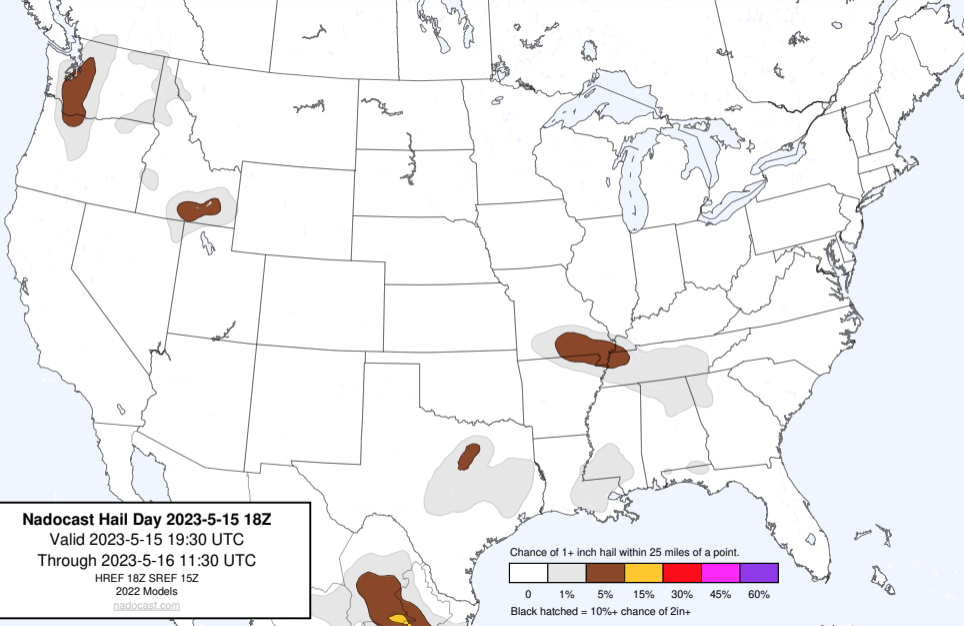 Nadocast Hail Day 2023-5-15 18Z
Valid 2023-5-15 19:30 UTC
Through 2023-5-16 11:30 UTC
HREF 18Z SREF 15Z
2022 Models
nadocast.com
Chance of 1+ inch hail within 25 miles of a point.
0 1% 5% 15% 30% 45% 60%
Black hatched = 10%+ chance of 2in+